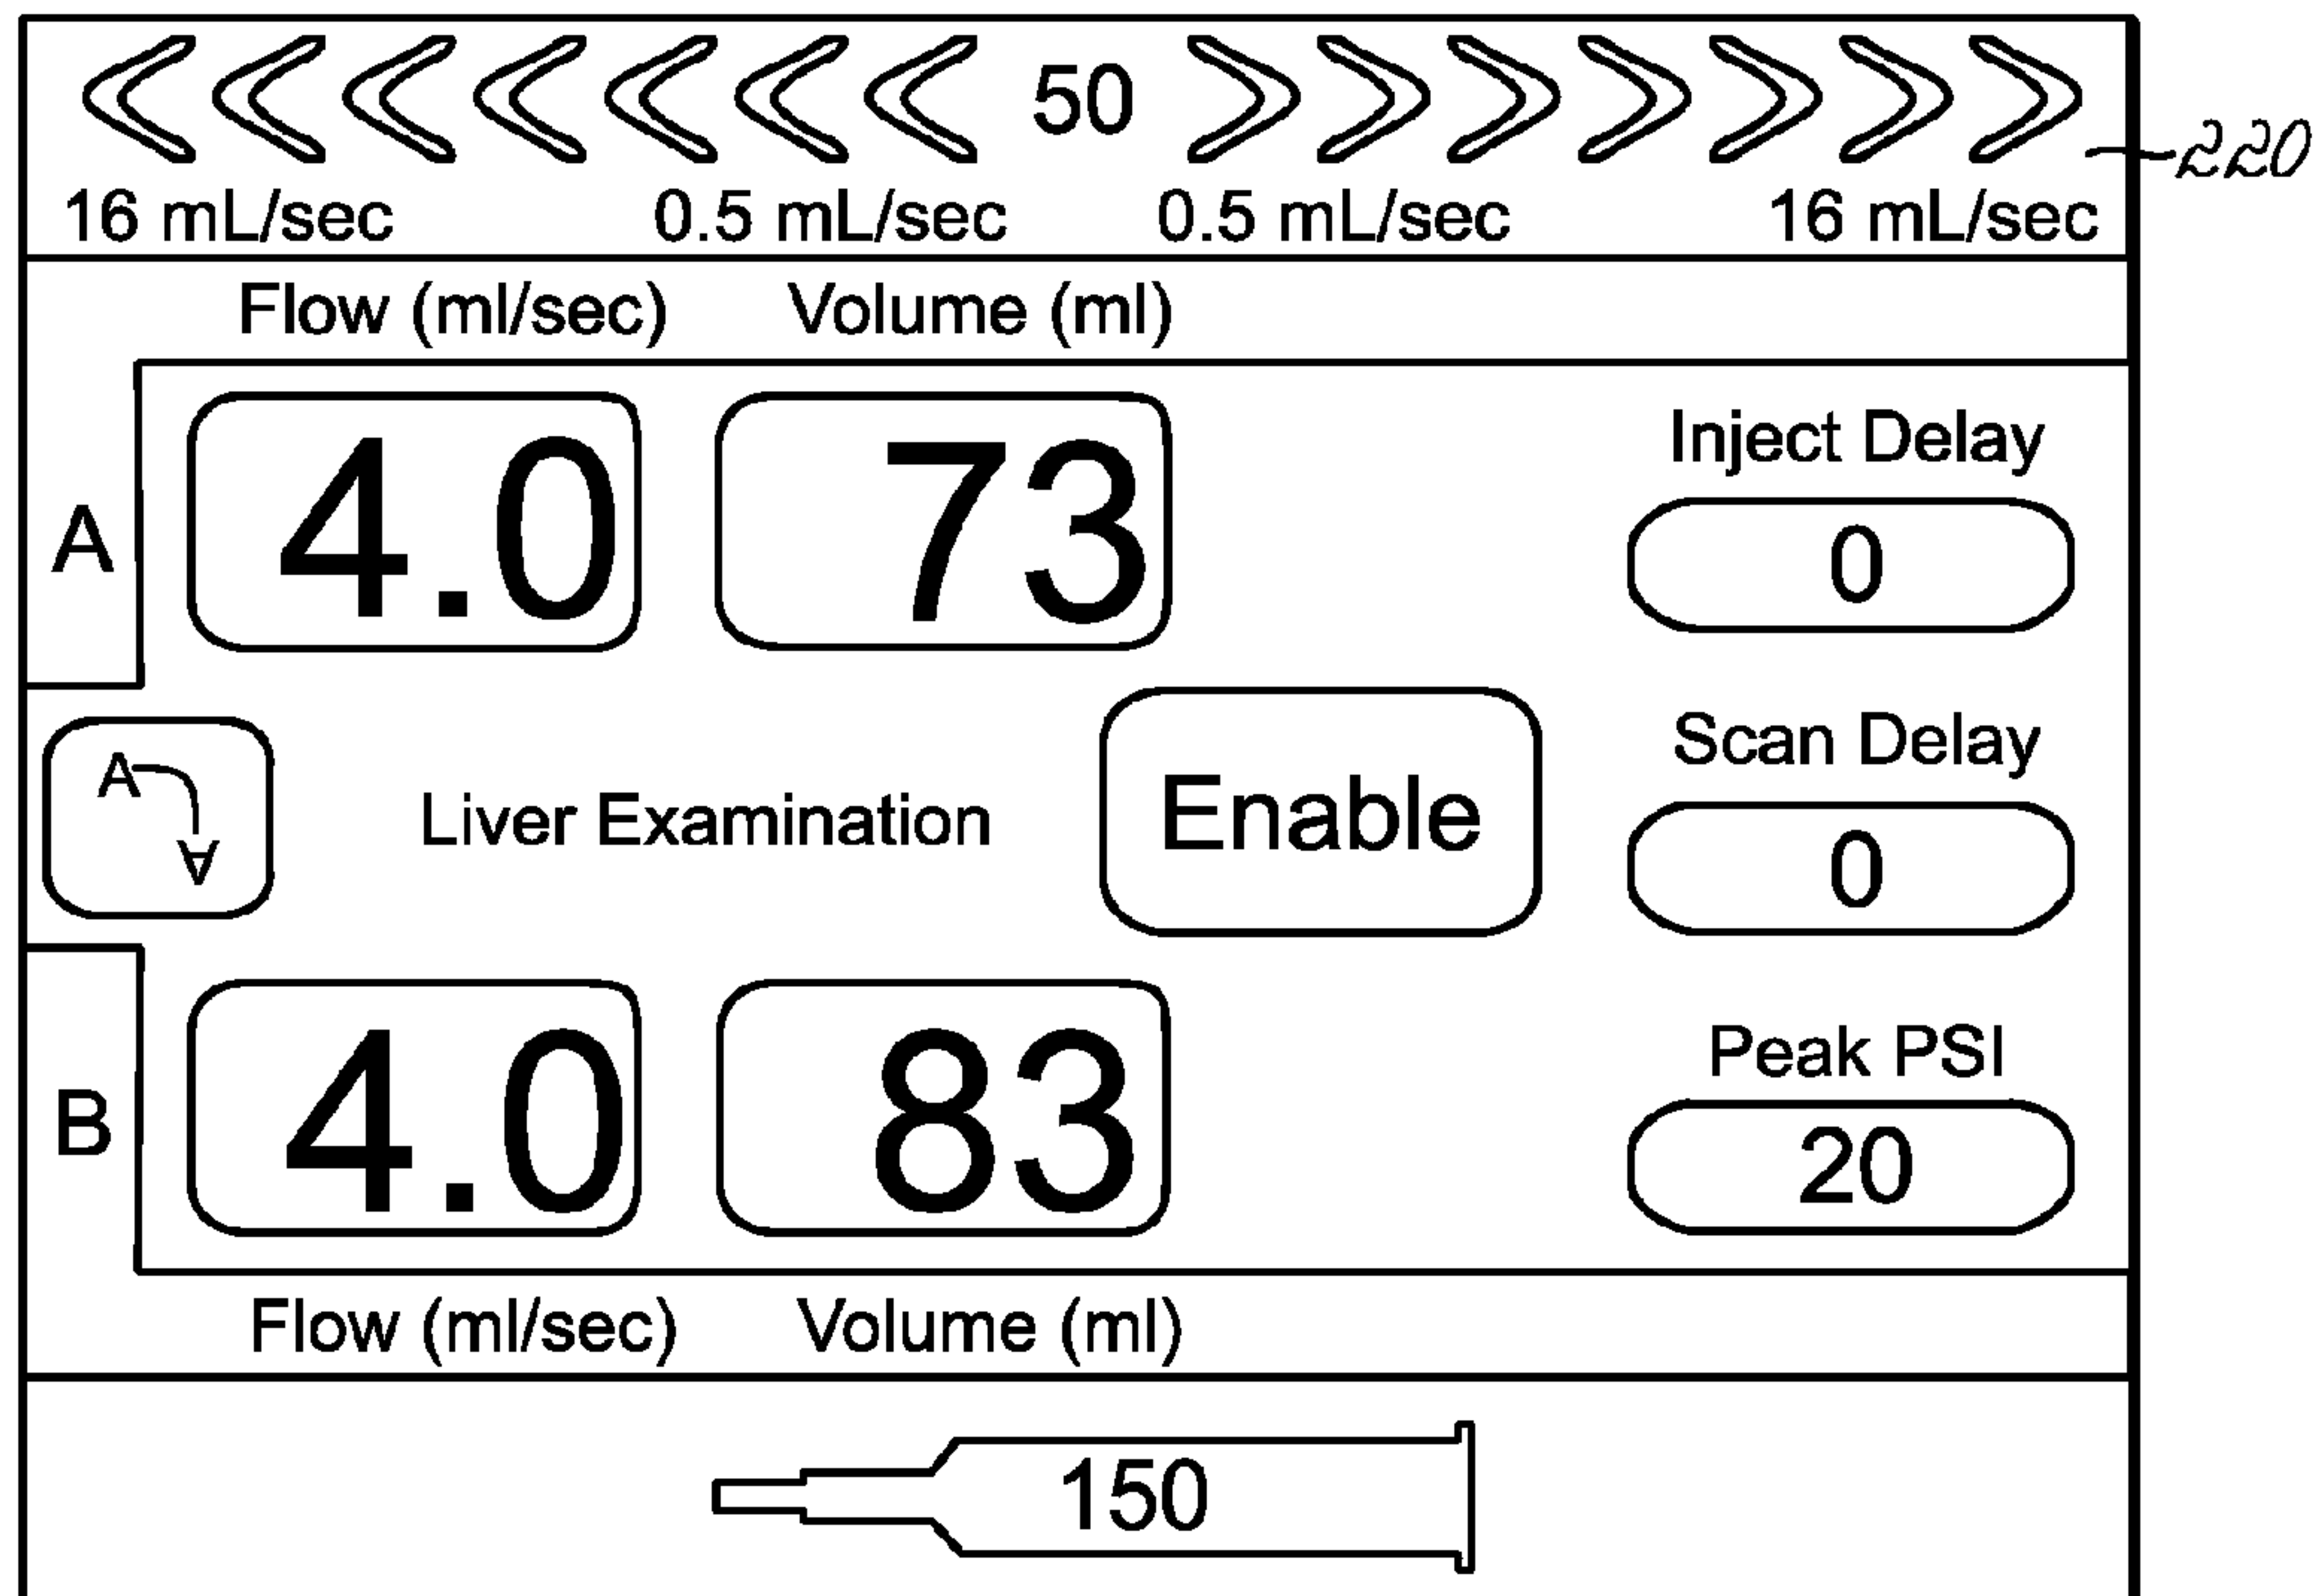 50
220
16 mL/sec 0.5 mL/sec 0.5 mL/sec 16 mL/sec
Flow (ml/sec) Volume (ml)
A 4.0 73
Inject Delay
0
A
A
Liver Examination
Enable
Scan Delay
0
B 4.0 83
Peak PSI
20
Flow (ml/sec) Volume (ml)
150